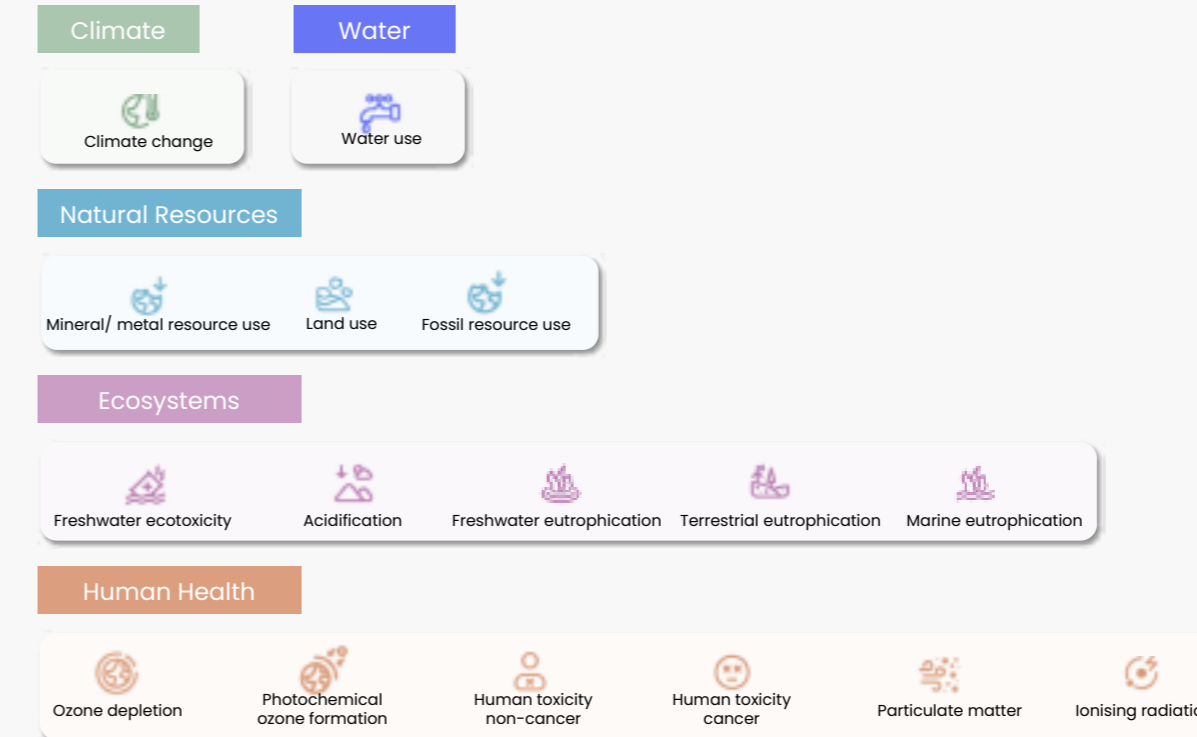 Climate
Water
Climate change
Water use
Natural Resources
Mineral/ metal resource use
Land use
Fossil resource use
Ecosystems
Freshwater ecotoxicity
Acidification
Freshwater eutrophication
Terrestrial eutrophication
Marine eutrophication
Human Health
Ozone depletion
Photochemical
ozone formation
Human toxicity
non-cancer
Human toxicity
cancer
Particulate matter
Ionising